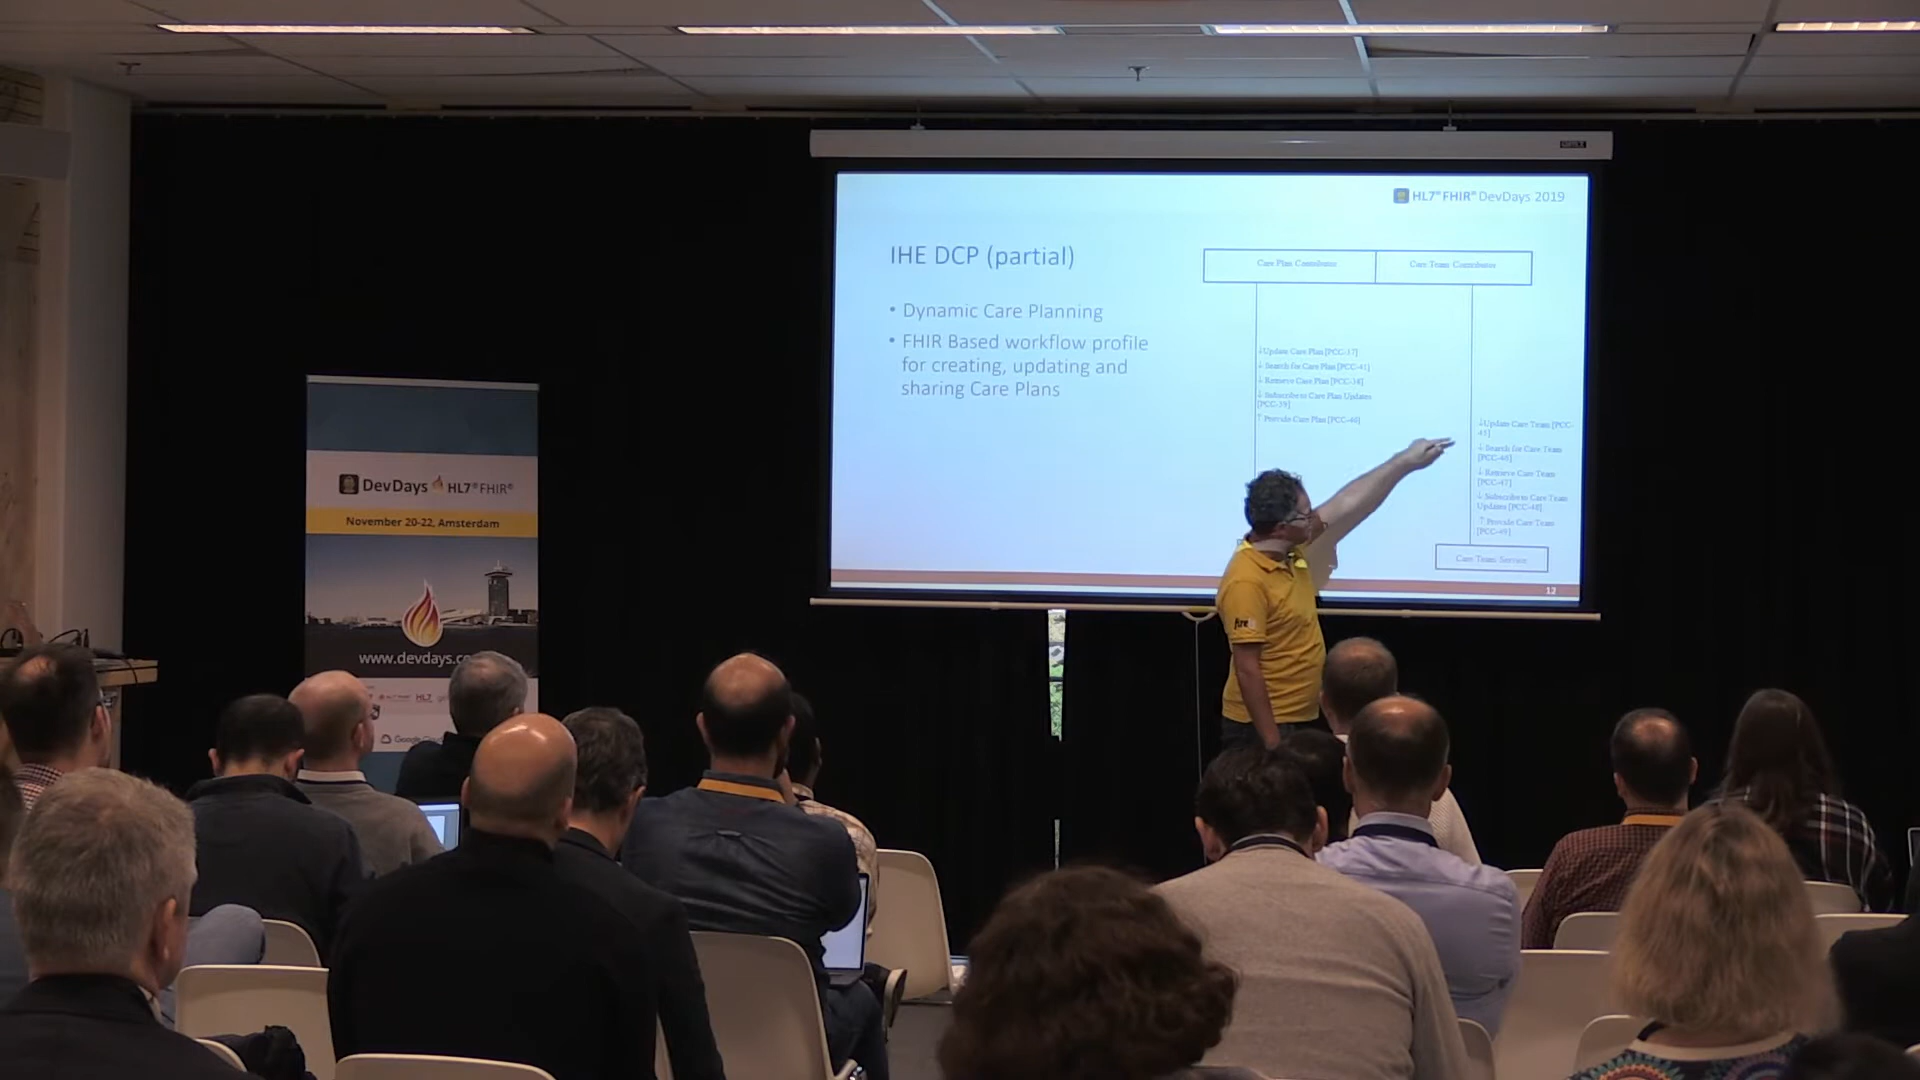 HL7® FHIR® DevDays 2019
IHE DCP (partial)
• Dynamic Care Planning
• FHIR Based workflow profile
for creating, updating and
sharing Care Plans
Care Plan Contributor
Care Team Contributor
↓Update Care Plan [PCC-37]
↓ Search for Care Plan [PCC-41]
↓ Retrieve Care Plan [PCC-38]
↓ Subscribe to Care Plan Updates
[PCC-39]
↑ Provide Care Plan [PCC-40]
↓Update Care Team [PCC-
45]
↓ Search for Care Team
[PCC-46]
↓ Retrieve Care Team
[PCC-47]
↓ Subscribe to Care Team
Updates [PCC-48]
↑ Provide Care Team
[PCC-49]
Care Team Service
12
DevDays HL7® FHIR®
November 20-22, Amsterdam
www.devdays.co
HL7
Google Cloud
fire